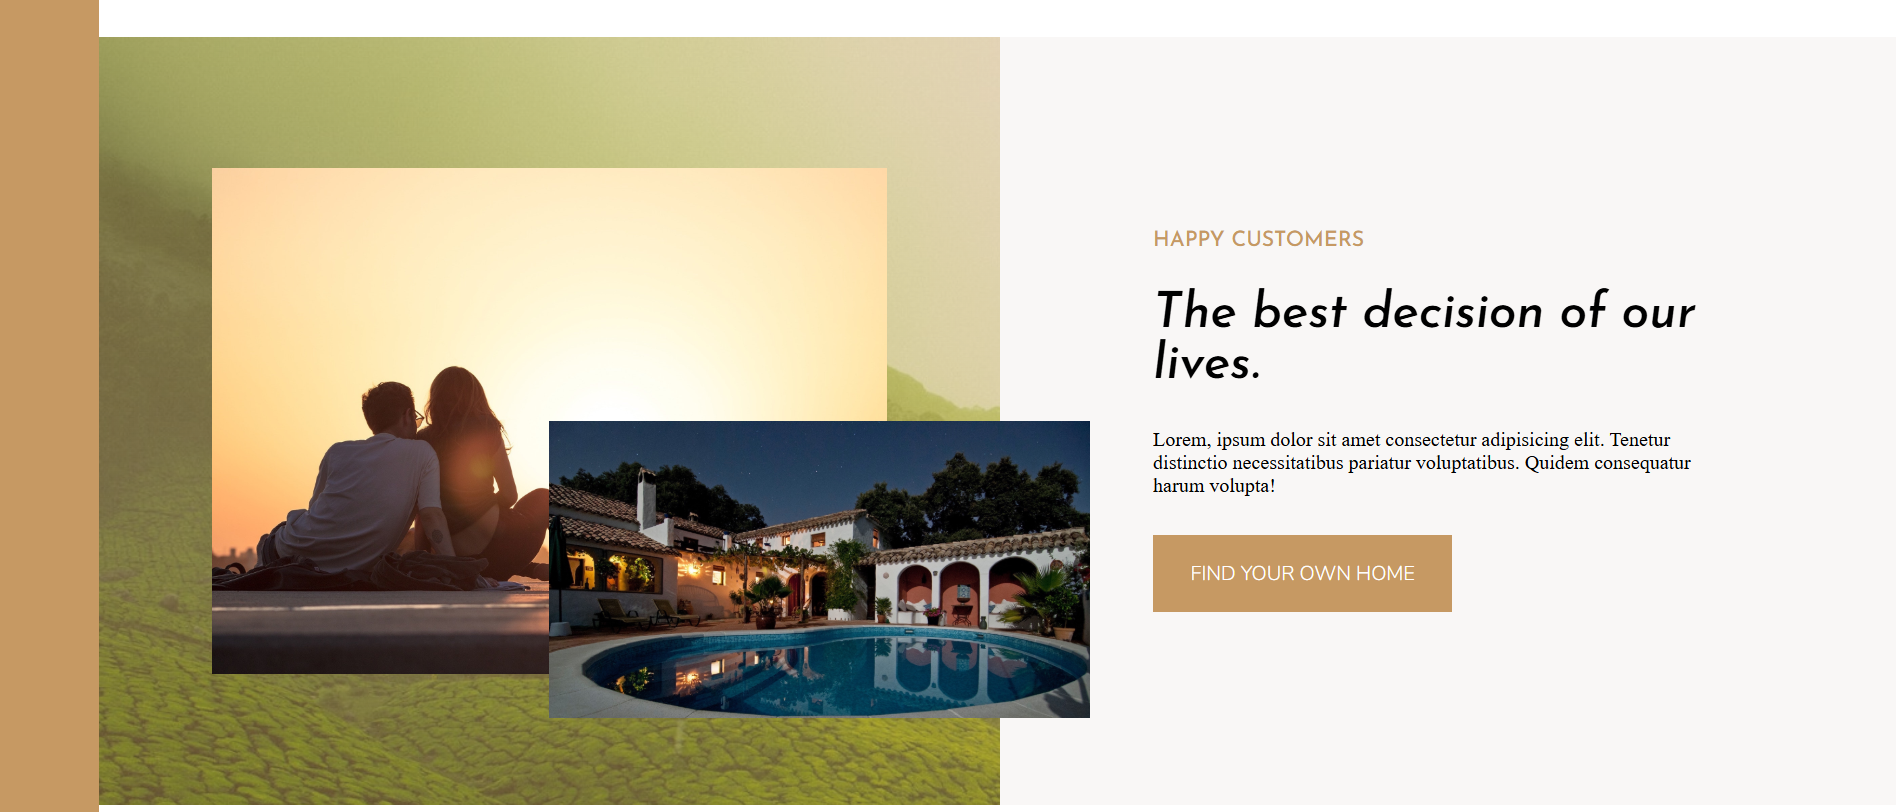 HAPPY CUSTOMERS
The best decision of our
lives.
Lorem, ipsum dolor sit amet consectetur adipisicing elit. Tenetur
distinctio necessitatibus pariatur voluptatibus. Quidem consequatur
harum volupta!
FIND YOUR OWN HOME